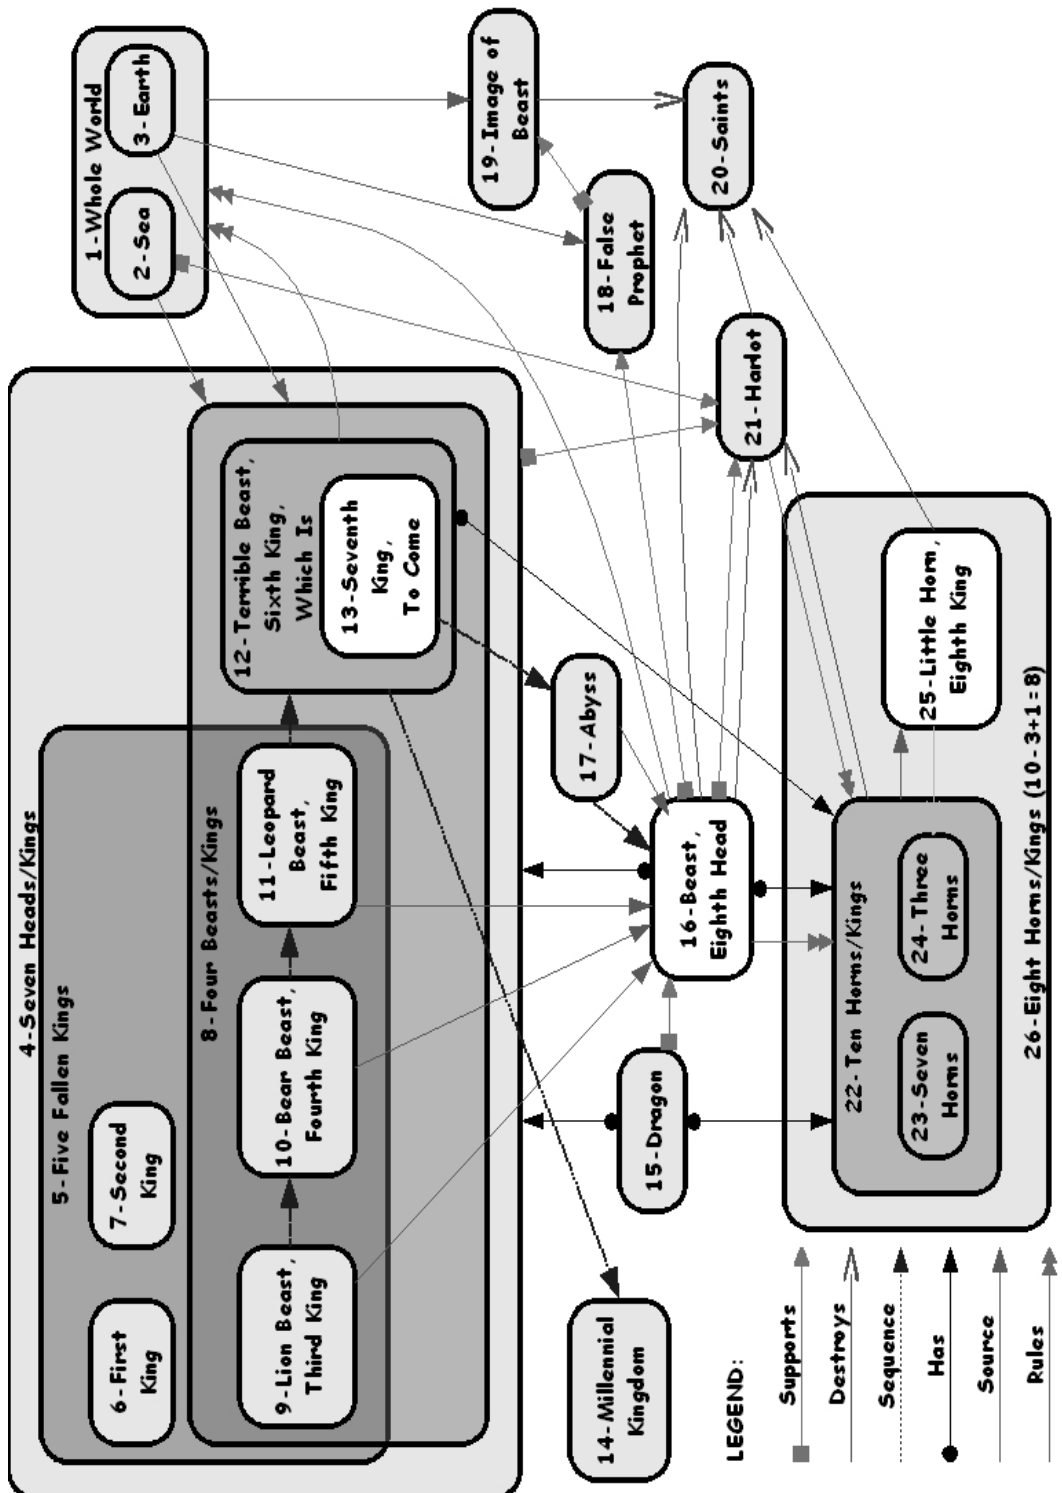 1-Whole World
2-Sea
3-Earth
4-Seven Heads/Kings
5-Five Fallen Kings
6-First
King
7-Second
King
8-Four Beasts/Kings
9-Lion Beast,
Third King
10-Bear Beast,
Fourth King
11-Leopard
Beast,
Fifth King
12-Terrible Beast,
Sixth King,
Which Is
13-Seventh
King,
To Come
14-Millennial
Kingdom
15-Dragon
16-Beast,
Eighth Head
17-Abyss
18-False
Prophet
19-Image of
Beast
20-Saints
21-Harlot
22-Ten Horns/Kings
23-Seven
Horns
24-Three
Horns
25-Little Horn,
Eighth King
26-Eight Horns/Kings (10-3+1=8)
LEGEND:
Supports
Destroys
Sequence
Has
Source
Rules